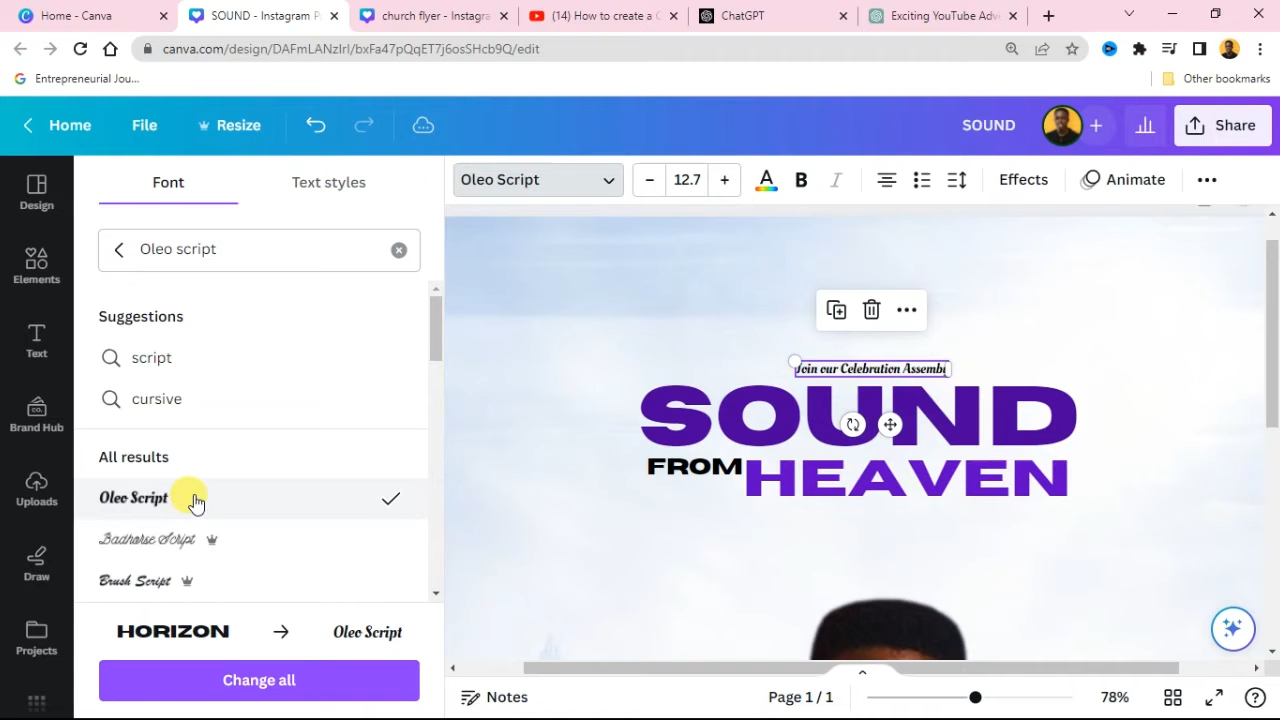 Home - Canva
SOUND - Instagram P
church flyers - Instagra
(14) How to create a C
ChatGPT
Exciting YouTube Adv
canva.com/design/DAFmLANzIrI/bxFa47pQqET7j6osSHcb9Q/edit
Entrepreneurial Jou...
Other bookmarks
Home
File
Resize
SOUND
Share
Design
Elements
Text
Brand Hub
Uploads
Draw
Projects
Font
Text styles
Oleo script
Suggestions
script
cursive
All results
Oleo Script
Badhorse Script
Brush Script
HORIZON
Oleo Script
Change all
Oleo Script
12.7
A
B
I
Effects
Animate
Join our Celebration Assembl
SOUND
FROM
HEAVEN
Notes
Page 1 / 1
78%